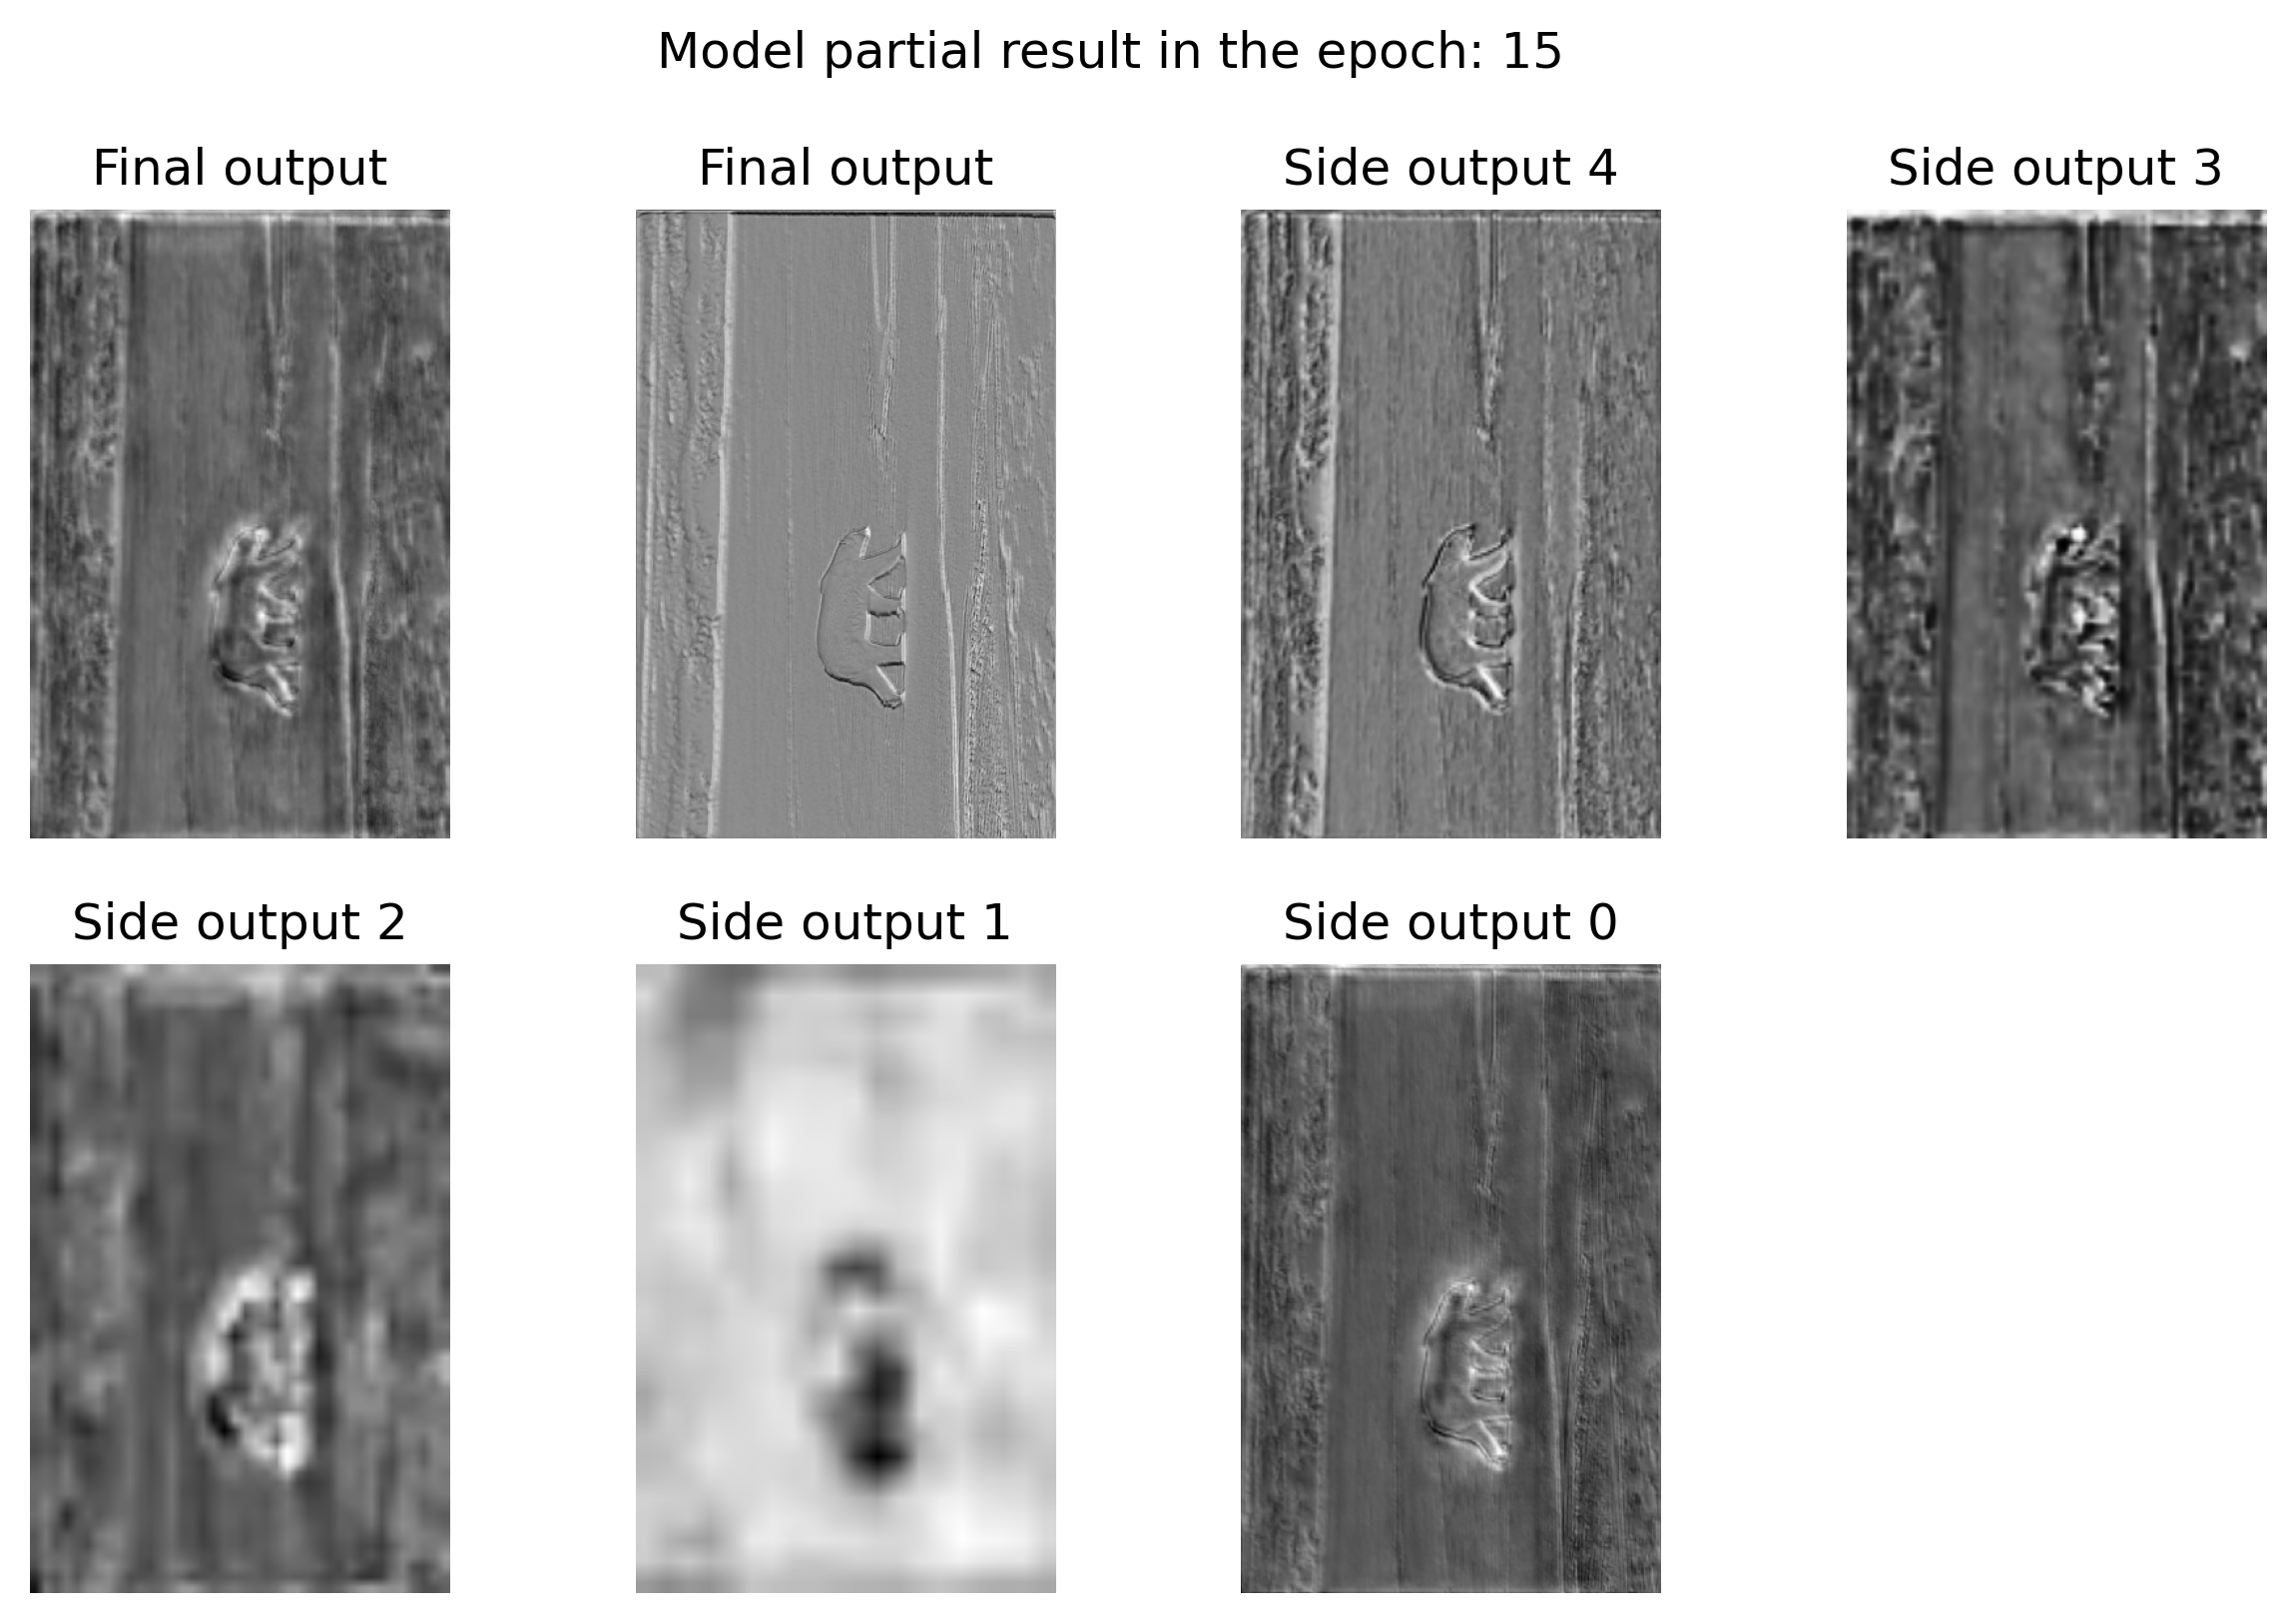 Model partial result in the epoch: 15
Final output
Final output
Side output 4
Side output 3
Side output 2
Side output 1
Side output 0